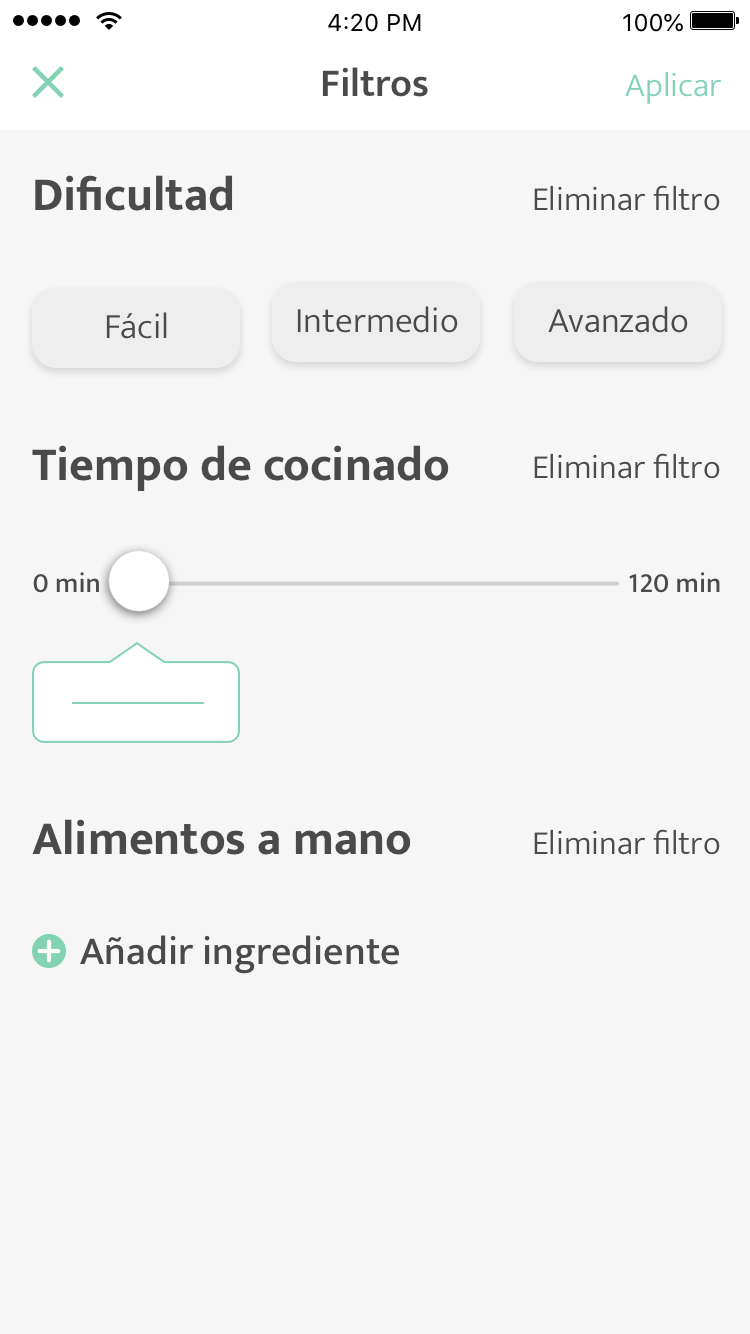 4:20 PM 100%
Filtros Aplicar
Dificultad Eliminar filtro
Fácil Intermedio Avanzado
Tiempo de cocinado Eliminar filtro
0 min 120 min
Alimentos a mano Eliminar filtro
Añadir ingrediente